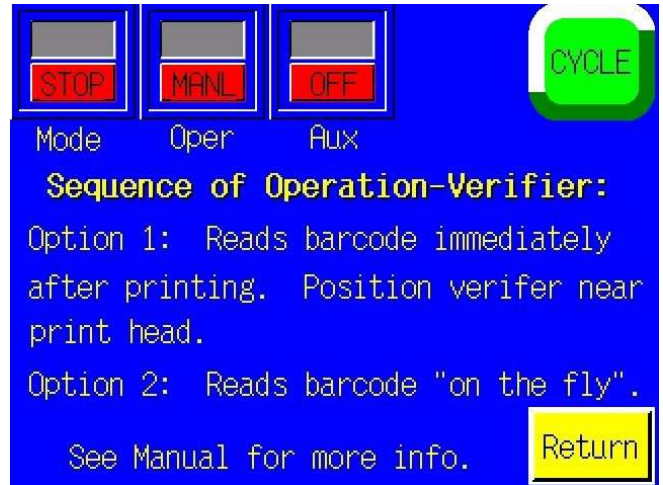 STOP MANL OFF CYCLE
Mode Oper Aux
Sequence of Operation-Verifier:
Option 1: Reads barcode immediately
after printing. Position verifer near
print head.
Option 2: Reads barcode "on the fly".
See Manual for more info. Return